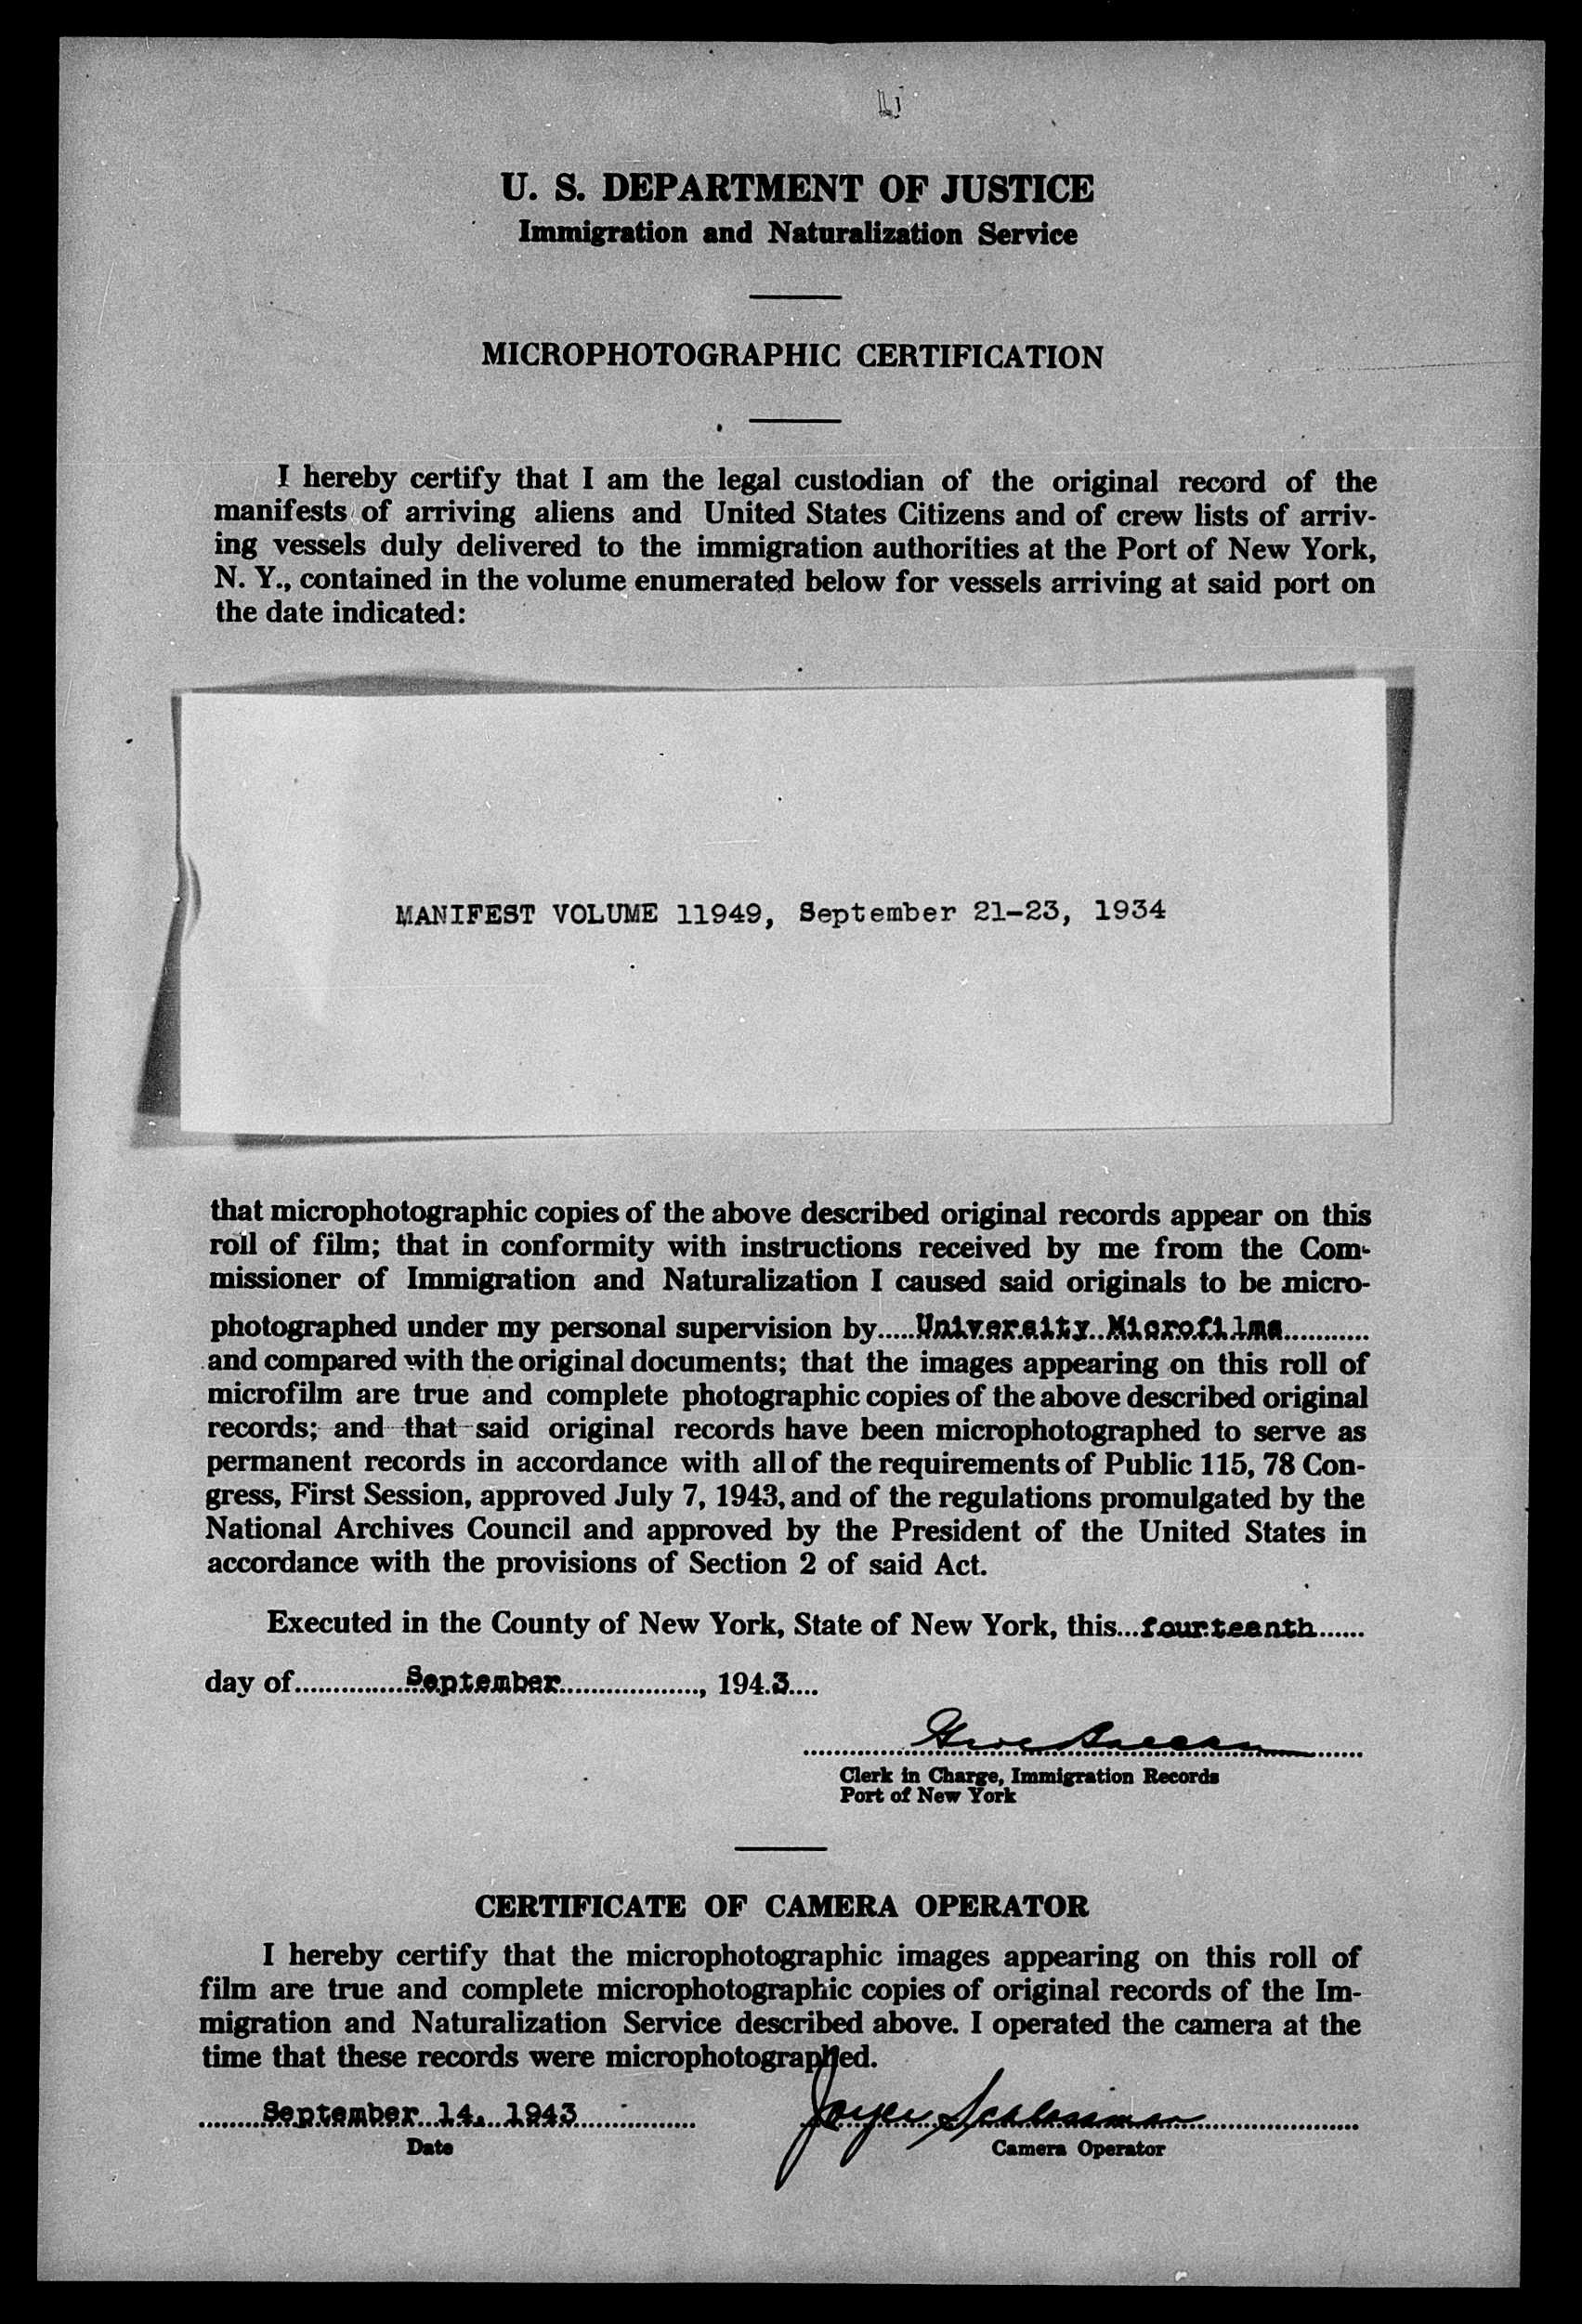 U. S. DEPARTMENT OF JUSTICE
Immigration and Naturalization Service
MICROPHOTOGRAPHIC CERTIFICATION
I hereby certify that I am the legal custodian of the original record of the
manifests of arriving aliens and United States Citizens and of crew lists of arriv-
ing vessels duly delivered to the immigration authorities at the Port of New York,
N. Y., contained in the volume enumerated below for vessels arriving at said port on
the date indicated:
MANIFEST VOLUME 11949, September 21-23, 1934
that microphotographic copies of the above described original records appear on this
roll of film; that in conformity with instructions received by me from the Com-
missioner of Immigration and Naturalization I caused said originals to be micro-
photographed under my personal supervision by.....University Microfilms............
and compared with the original documents; that the images appearing on this roll of
microfilm are true and complete photographic copies of the above described original
records; and that said original records have been microphotographed to serve as
permanent records in accordance with all of the requirements of Public 115, 78 Con-
gress, First Session, approved July 7, 1943, and of the regulations promulgated by the
National Archives Council and approved by the President of the United States in
accordance with the provisions of Section 2 of said Act.
Executed in the County of New York, State of New York, this...fourteenth......
day of..............September.................., 194.3....
Clerk in Charge, Immigration Records
Port of New York
CERTIFICATE OF CAMERA OPERATOR
I hereby certify that the microphotographic images appearing on this roll of
film are true and complete microphotographic copies of original records of the Im-
migration and Naturalization Service described above. I operated the camera at the
time that these records were microphotographed.
September 14, 1943 Joyce Schlossman
Date Camera Operator